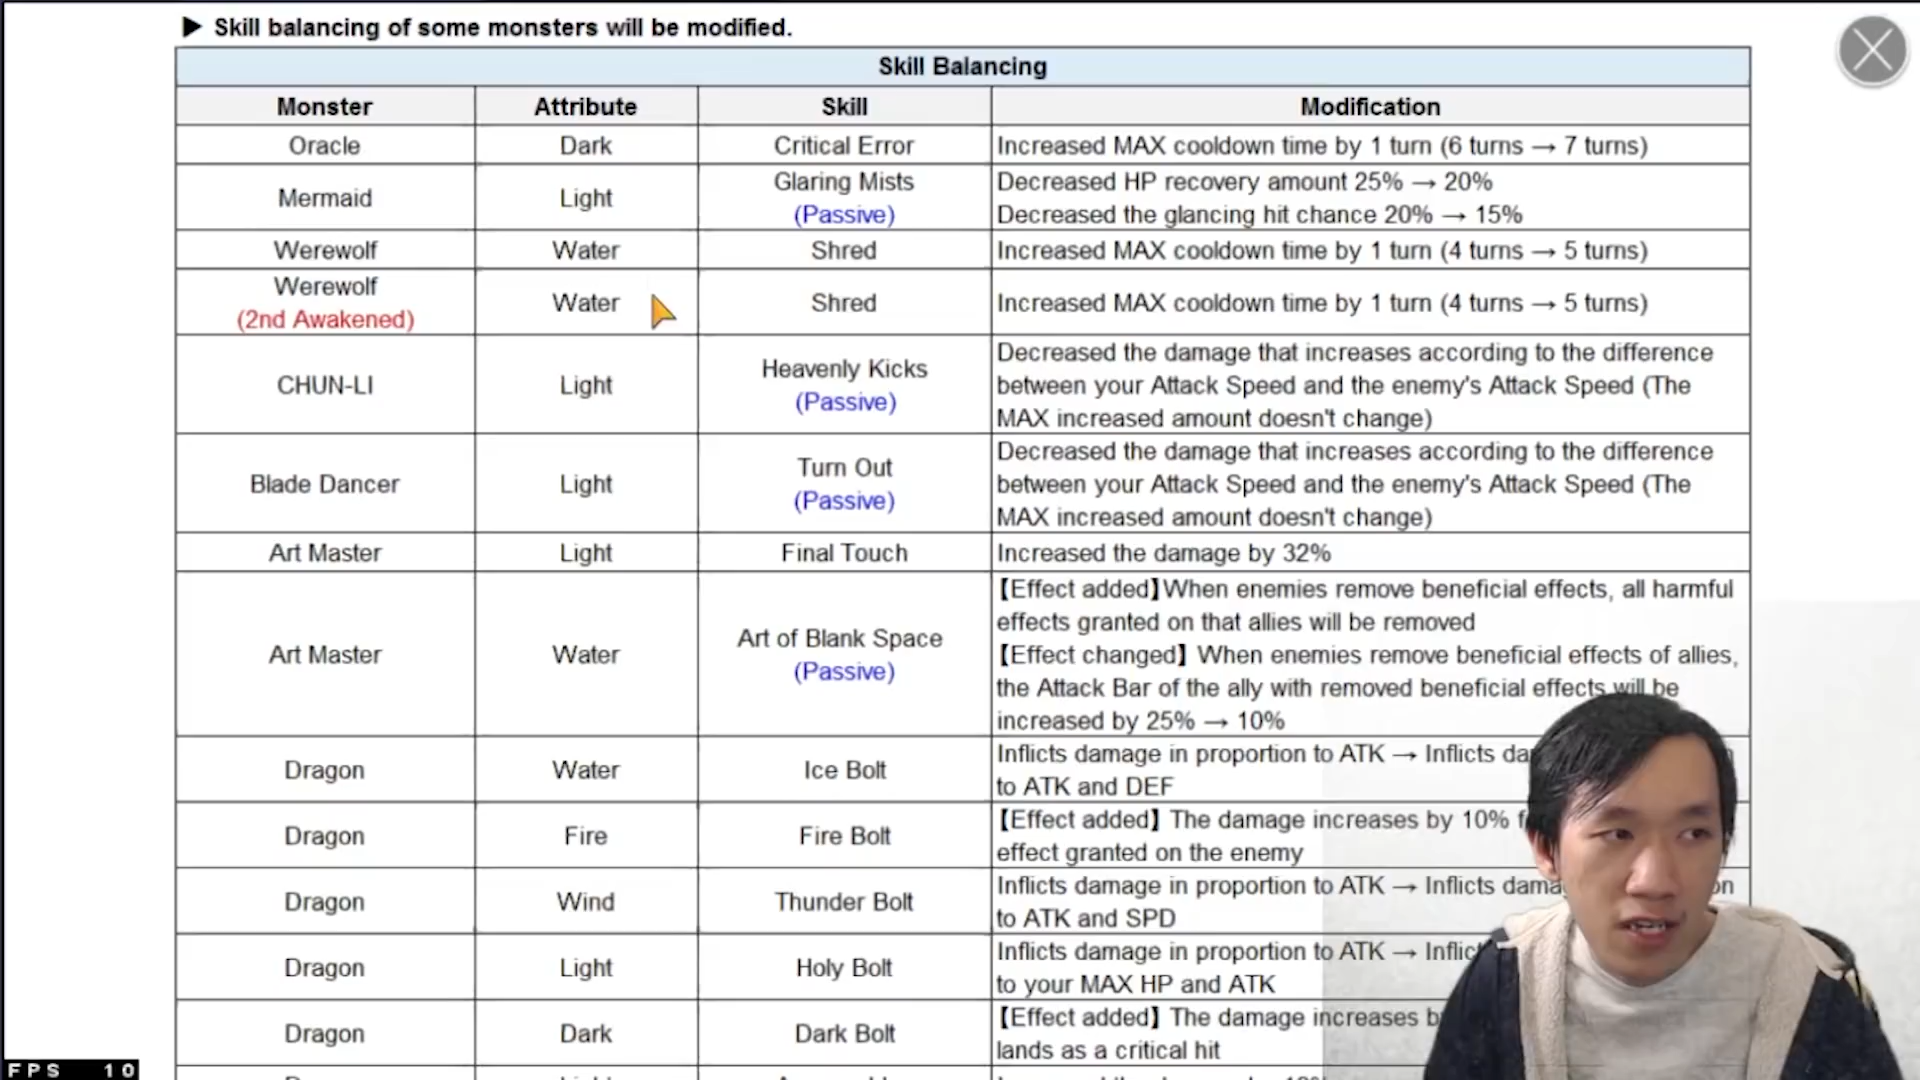 ▶ Skill balancing of some monsters will be modified.
Skill Balancing
Monster Attribute Skill Modification
Oracle Dark Critical Error Increased MAX cooldown time by 1 turn (6 turns → 7 turns)
Mermaid Light Glaring Mists (Passive) Decreased HP recovery amount 25% → 20%
Decreased the glancing hit chance 20% → 15%
Werewolf Water Shred Increased MAX cooldown time by 1 turn (4 turns → 5 turns)
Werewolf (2nd Awakened) Water Shred Increased MAX cooldown time by 1 turn (4 turns → 5 turns)
CHUN-LI Light Heavenly Kicks (Passive) Decreased the damage that increases according to the difference
between your Attack Speed and the enemy's Attack Speed (The
MAX increased amount doesn't change)
Blade Dancer Light Turn Out (Passive) Decreased the damage that increases according to the difference
between your Attack Speed and the enemy's Attack Speed (The
MAX increased amount doesn't change)
Art Master Light Final Touch Increased the damage by 32%
Art Master Water Art of Blank Space (Passive) 【Effect added】When enemies remove beneficial effects, all harmful
effects granted on that allies will be removed
【Effect changed】 When enemies remove beneficial effects of allies,
the Attack Bar of the ally with removed beneficial effects will be
increased by 25% → 10%
Dragon Water Ice Bolt Inflicts damage in proportion to ATK → Inflicts
to ATK and DEF
Dragon Fire Fire Bolt 【Effect added】 The damage increases by 10%
effect granted on the enemy
Dragon Wind Thunder Bolt Inflicts damage in proportion to ATK → Inflicts
to ATK and SPD
Dragon Light Holy Bolt Inflicts damage in proportion to ATK →
to your MAX HP and ATK
Dragon Dark Dark Bolt 【Effect added】 The damage increases
lands as a critical hit
FPS 10